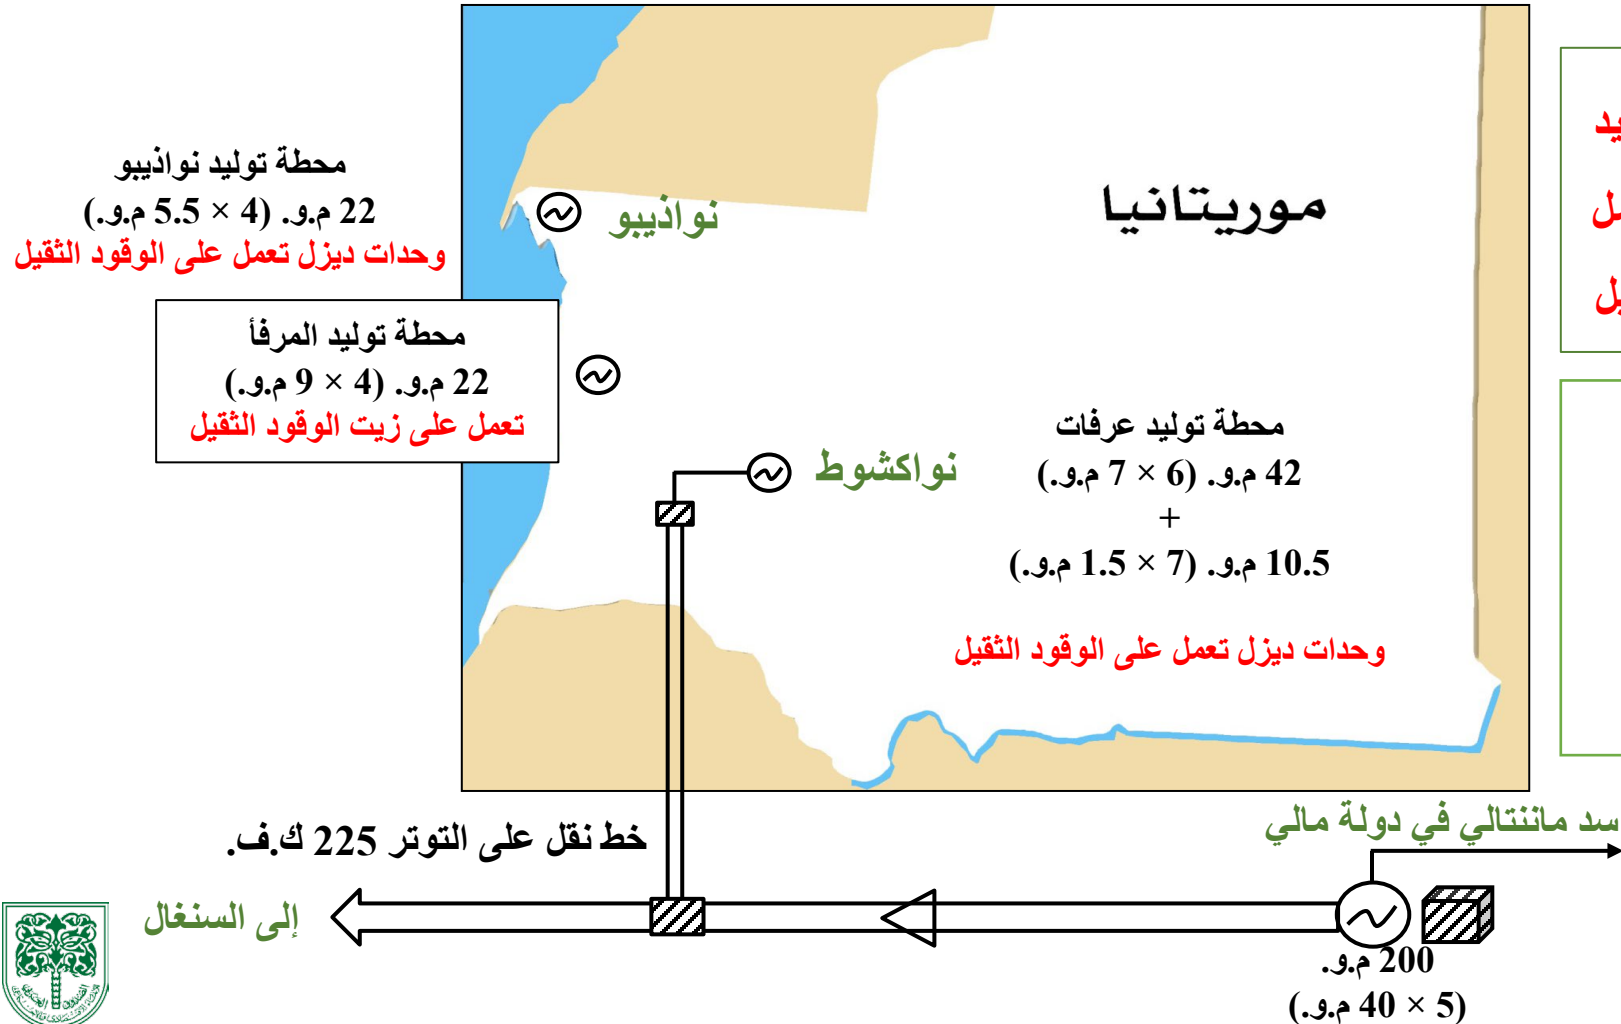 موريتانيا
محطة توليد نواذيبو
22 م.و. (4 × 5.5 م.و.)
وحدات ديزل تعمل على الوقود الثقيل
نواذيبو
محطة توليد المرفأ
22 م.و. (4 × 9 م.و.)
تعمل على زيت الوقود الثقيل
نواكشوط
محطة توليد عرفات
42 م.و. (6 × 7 م.و.)
+
10.5 م.و. (7 × 1.5 م.و.)
وحدات ديزل تعمل على الوقود الثقيل
سد ماننتالي في دولة مالي
خط نقل على التوتر 225 ك.ف.
إلى السنغال
200 م.و.
(5 × 40 م.و.)